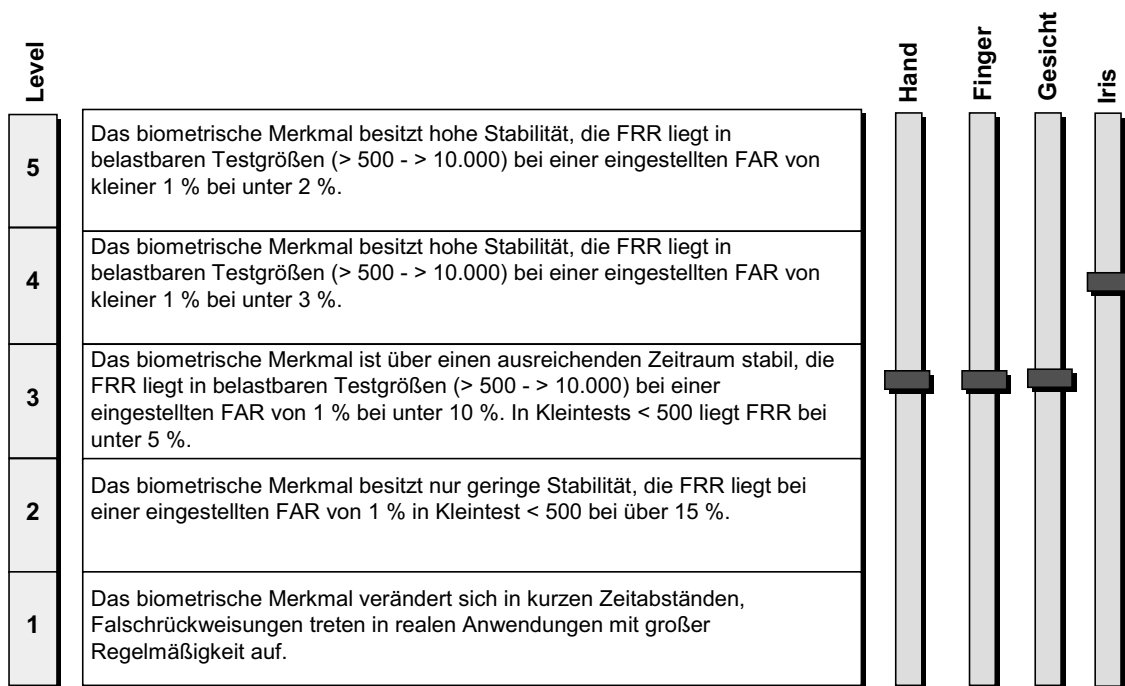 Level
Hand
Finger
Gesicht
Iris
5
Das biometrische Merkmal besitzt hohe Stabilität, die FRR liegt in
belastbaren Testgrößen (> 500 - > 10.000) bei einer eingestellten FAR von
kleiner 1 % bei unter 2 %.
4
Das biometrische Merkmal besitzt hohe Stabilität, die FRR liegt in
belastbaren Testgrößen (> 500 - > 10.000) bei einer eingestellten FAR von
kleiner 1 % bei unter 3 %.
3
Das biometrische Merkmal ist über einen ausreichenden Zeitraum stabil, die
FRR liegt in belastbaren Testgrößen (> 500 - > 10.000) bei einer
eingestellten FAR von 1 % bei unter 10 %. In Kleintests < 500 liegt FRR bei
unter 5 %.
2
Das biometrische Merkmal besitzt nur geringe Stabilität, die FRR liegt bei
einer eingestellten FAR von 1 % in Kleintest < 500 bei über 15 %.
1
Das biometrische Merkmal verändert sich in kurzen Zeitabständen,
Falschrückweisungen treten in realen Anwendungen mit großer
Regelmäßigkeit auf.